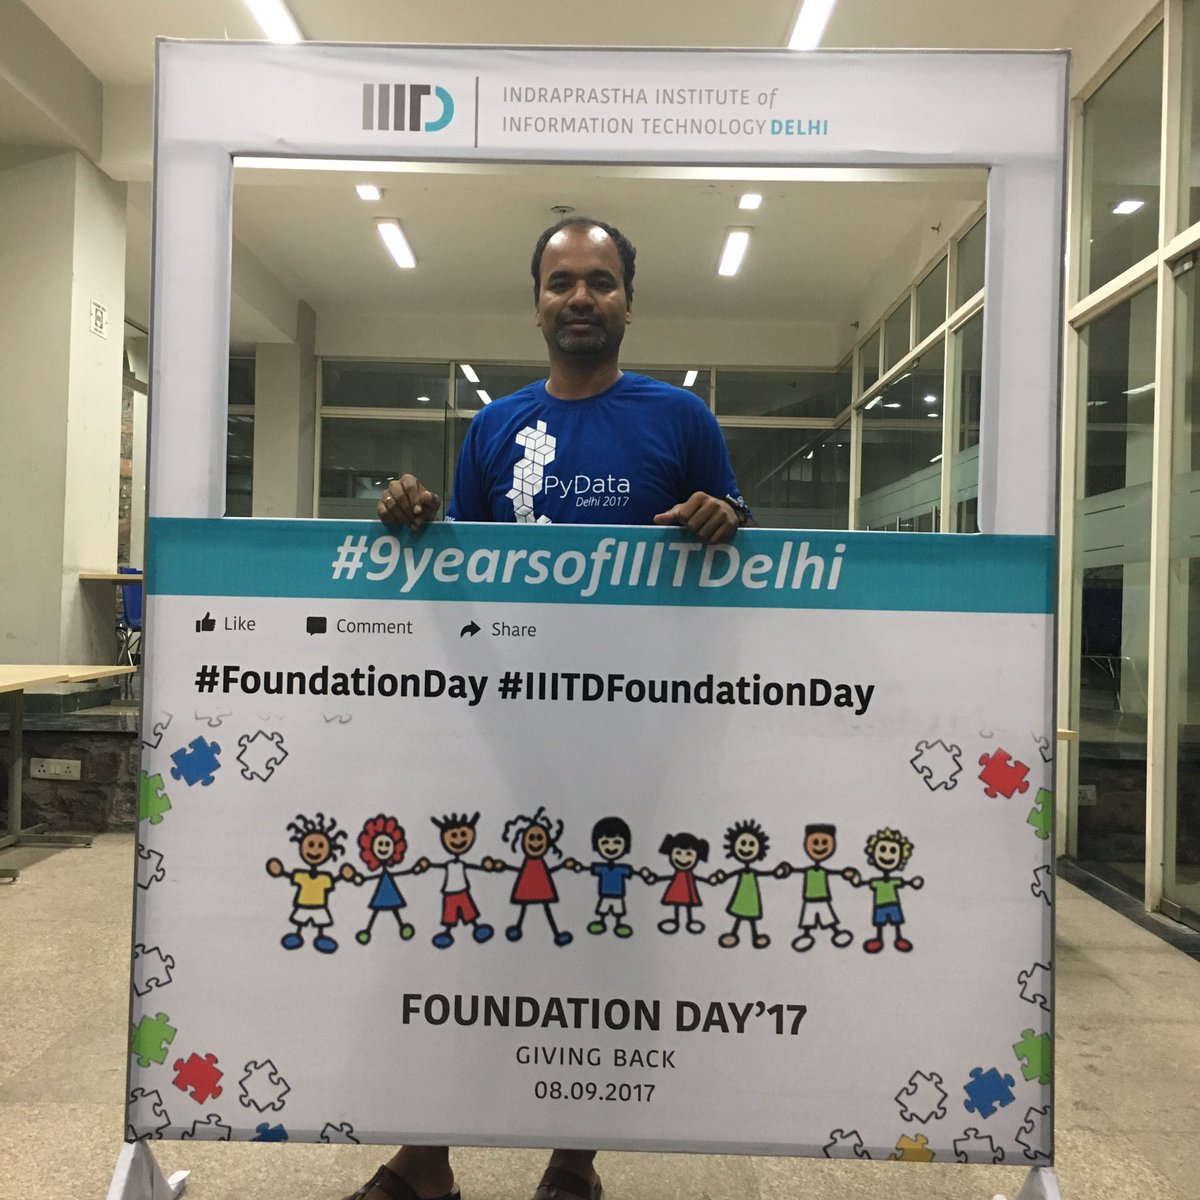 IIITD
INDRAPRASTHA INSTITUTE of
INFORMATION TECHNOLOGY DELHI
PyData
Delhi 2017
#9yearsofIIITDelhi
Like Comment Share
#FoundationDay #IIITDFoundationDay
FOUNDATION DAY'17
GIVING BACK
08.09.2017